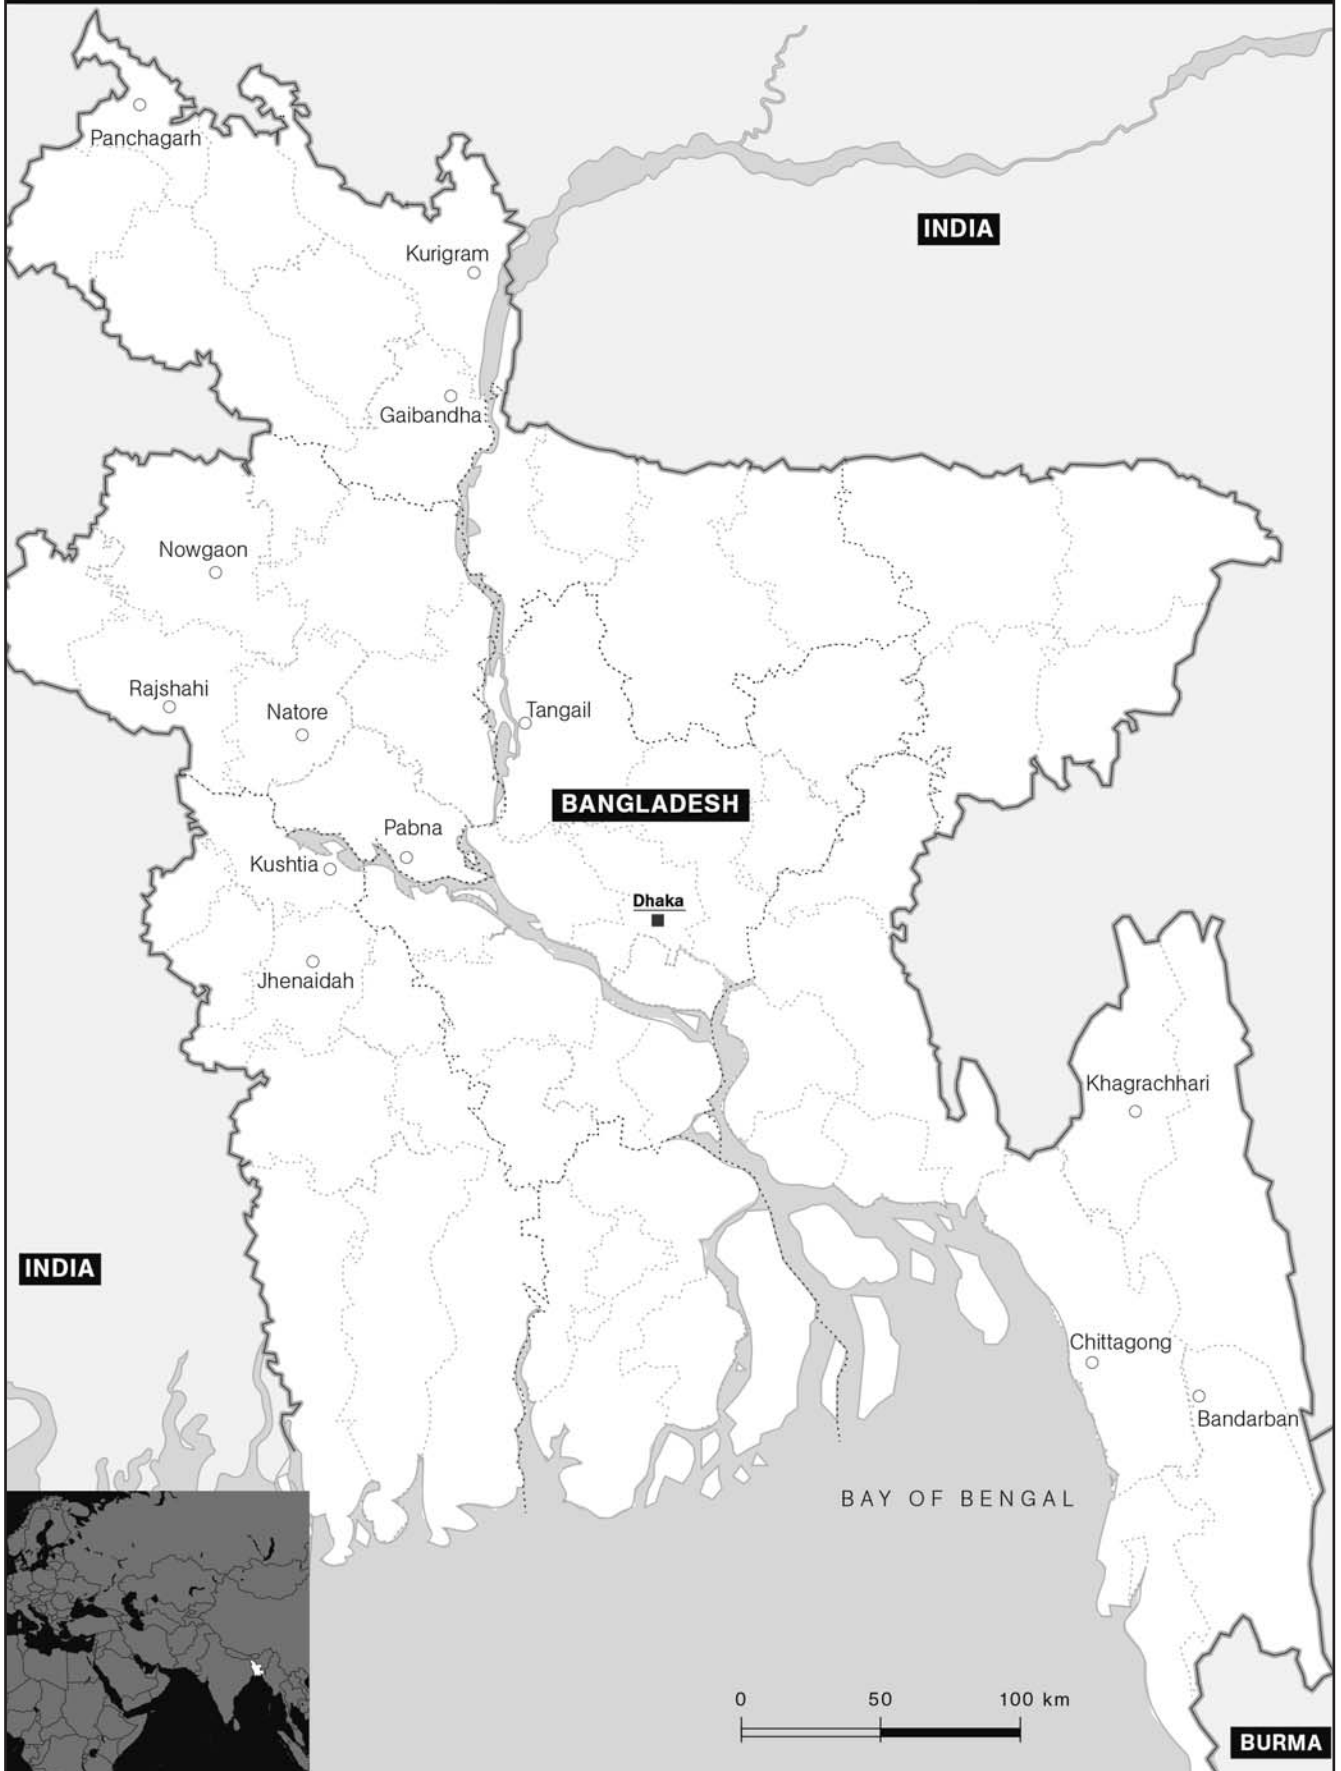 Panchagarh
INDIA
Kurigram
Gaibandha
Nowgaon
Rajshahi
Natore
Tangail
BANGLADESH
Pabna
Kushtia
Dhaka
Jhenaidah
Khagrachhari
INDIA
Chittagong
Bandarban
BAY OF BENGAL
0 50 100 km
BURMA